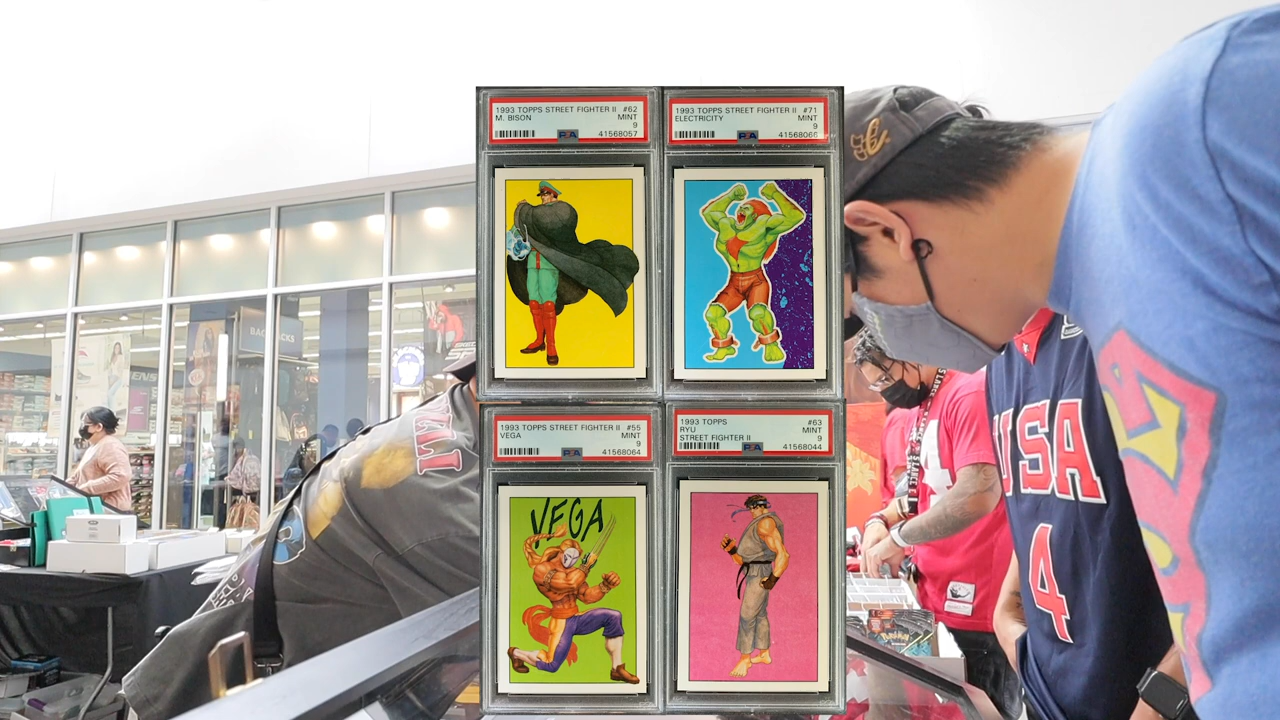 1993 TOPPS STREET FIGHTER II #62
M. BISON MINT
9
PSA 41568057
1993 TOPPS STREET FIGHTER II #71
ELECTRICITY MINT
9
PSA 41568066
1993 TOPPS STREET FIGHTER II #55
VEGA MINT
9
PSA 41568064
1993 TOPPS #63
RYU MINT
STREET FIGHTER II 9
PSA 41568044
VEGA
USA
4
Pokémon